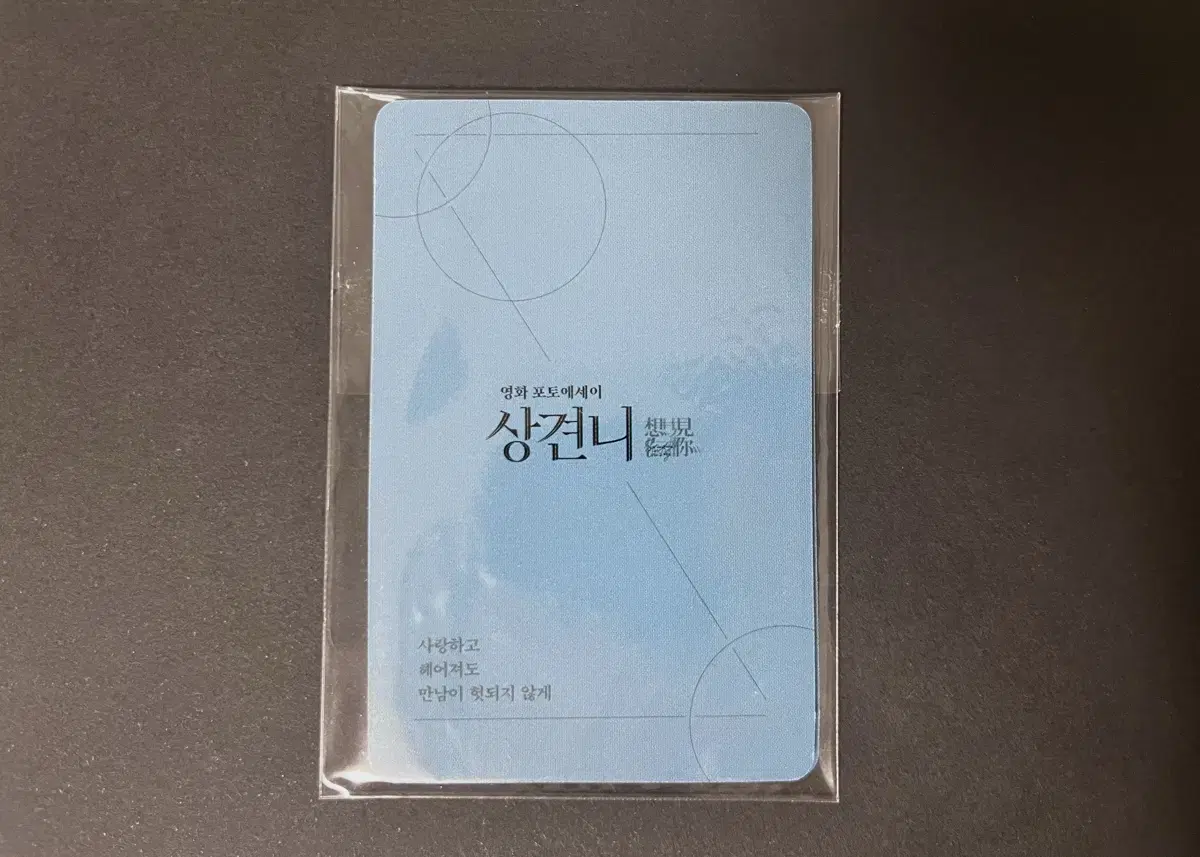 영화 포토에세이
상견니 想見你
사랑하고
헤어져도
만남이 헛되지 않게